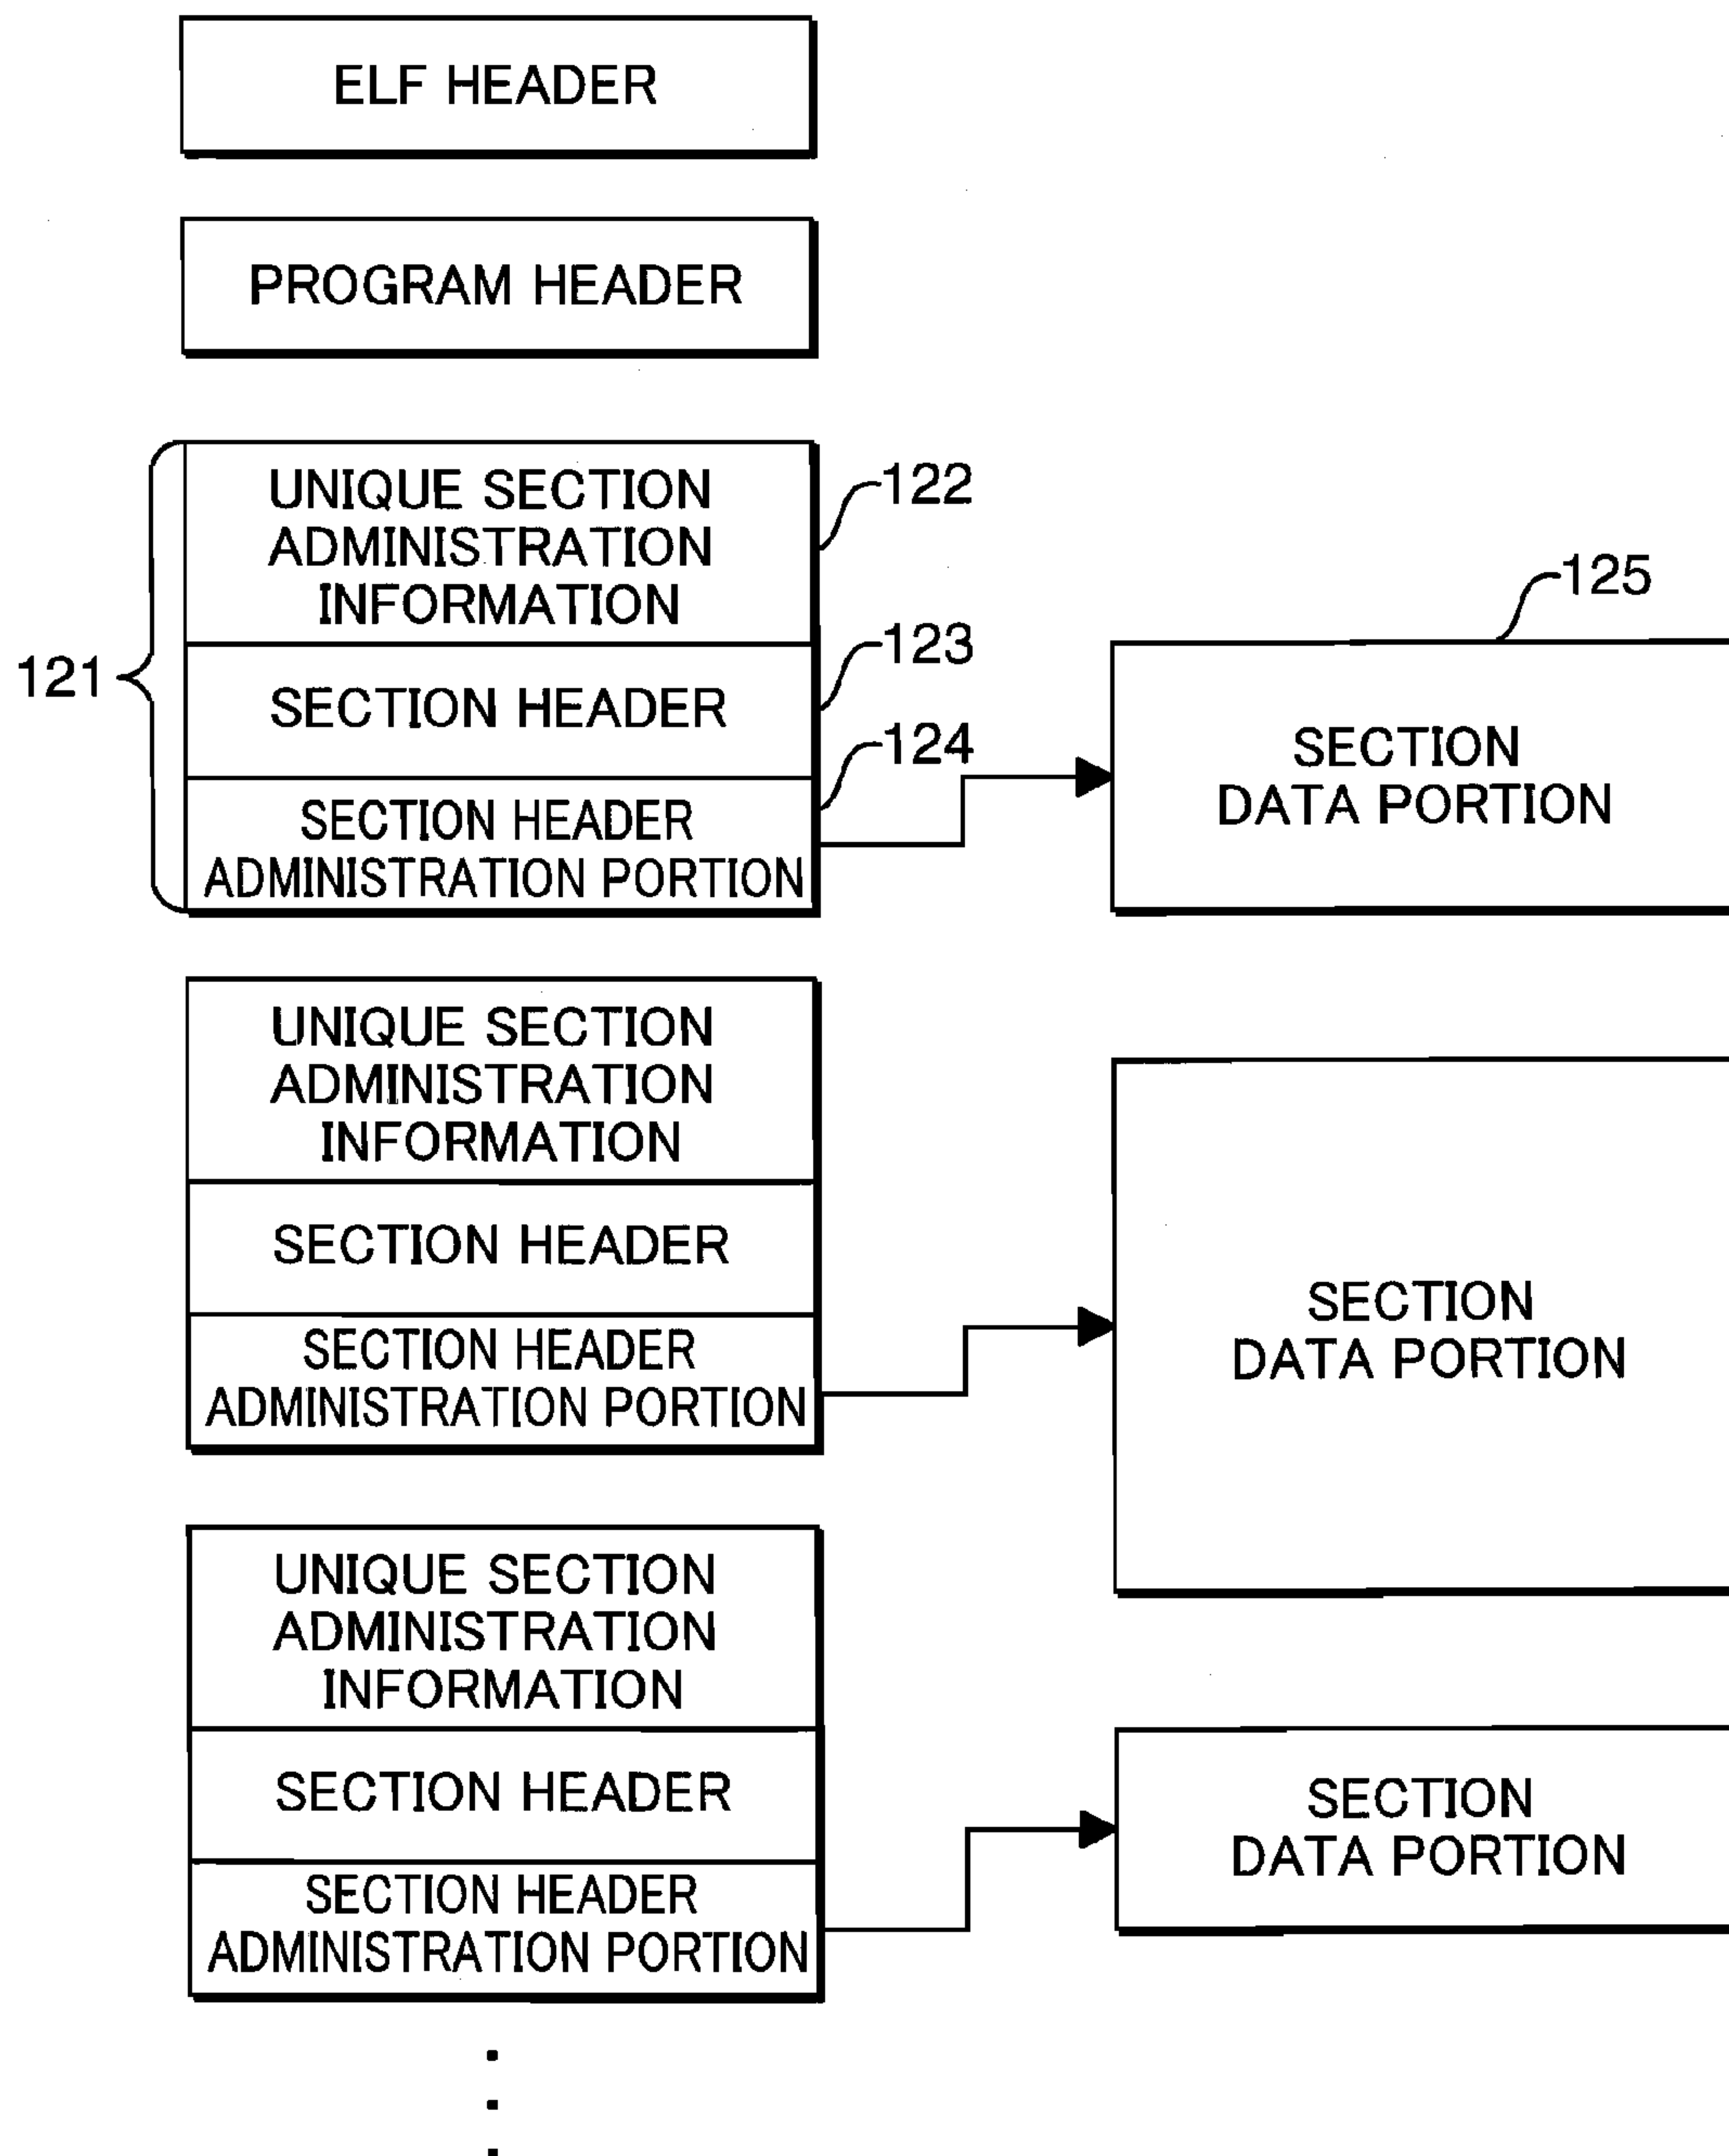 ELF HEADER
PROGRAM HEADER
121
UNIQUE SECTION
ADMINISTRATION
INFORMATION
122
SECTION HEADER
123
SECTION HEADER
ADMINISTRATION PORTION
124
125
SECTION
DATA PORTION
UNIQUE SECTION
ADMINISTRATION
INFORMATION
SECTION HEADER
SECTION HEADER
ADMINISTRATION PORTION
SECTION
DATA PORTION
UNIQUE SECTION
ADMINISTRATION
INFORMATION
SECTION HEADER
SECTION HEADER
ADMINISTRATION PORTION
SECTION
DATA PORTION